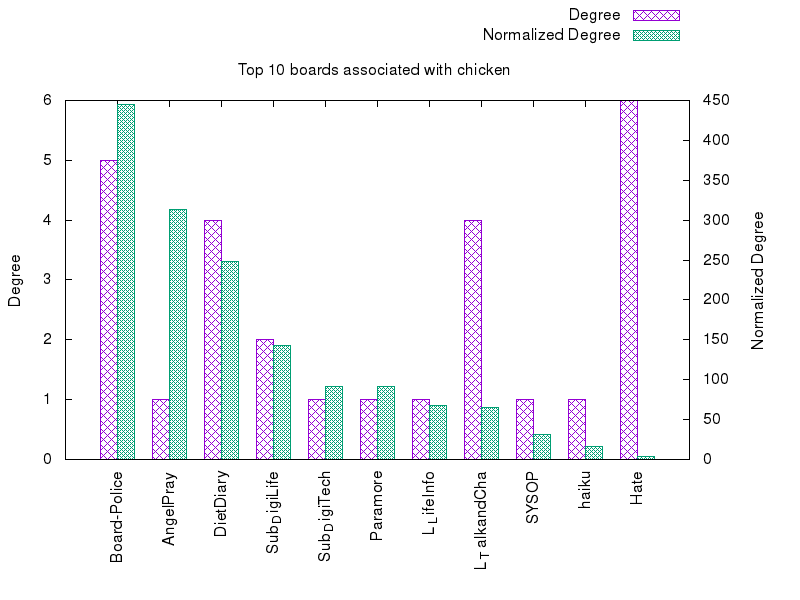 Degree
Normalized Degree
Top 10 boards associated with chicken
6
5
4
3
2
1
0
450
400
350
300
250
200
150
100
50
0
Degree
Normalized Degree
Board-Police
AngelPray
DietDiary
SubDigiLife
SubDigiTech
Paramore
LLifeInfo
LTalkandCha
SYSOP
haiku
Hate